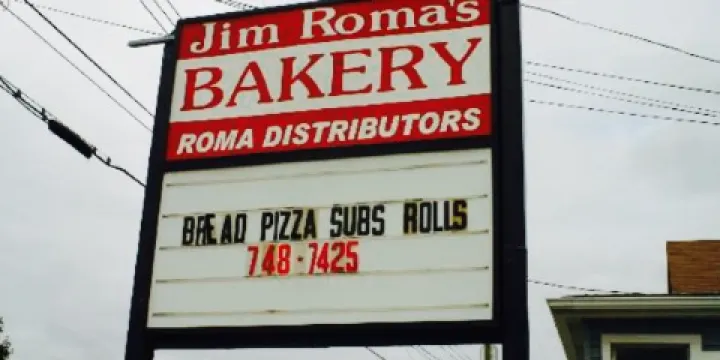 Jim Roma's
BAKERY
ROMA DISTRIBUTORS
BREAD PIZZA SUBS ROLLS
748-7425